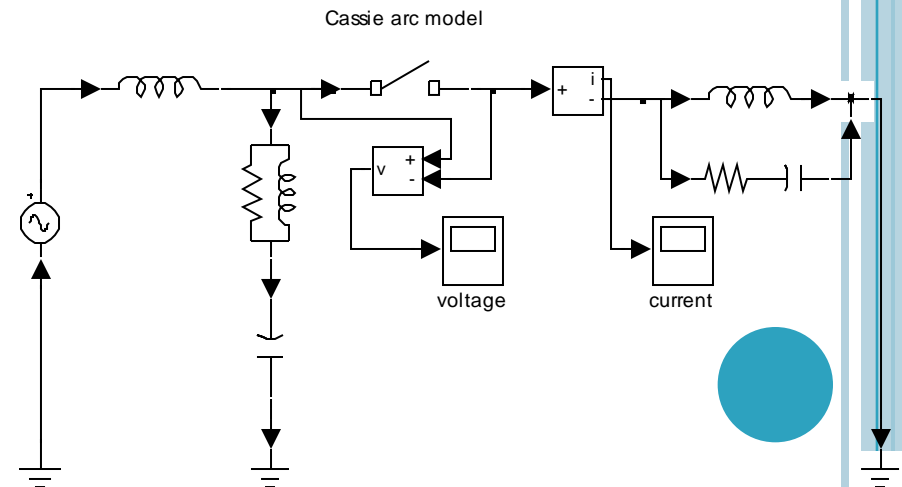 Cassie arc model
+
i
+
-
+
v
-
voltage
current